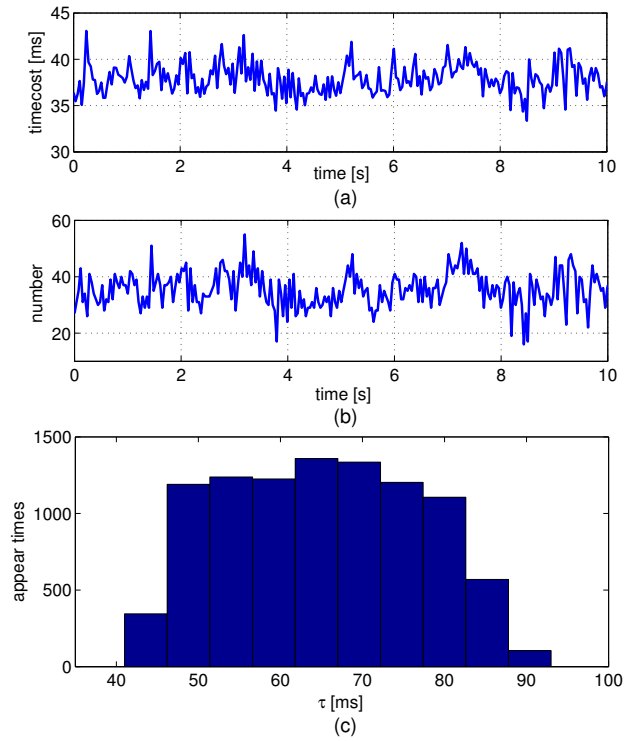 45
40
35
30
timecost [ms]
0 2 4 6 8 10
time [s]
(a)
60
40
20
number
0 2 4 6 8 10
time [s]
(b)
1500
1000
500
0
appear times
40 50 60 70 80 90 100
τ [ms]
(c)